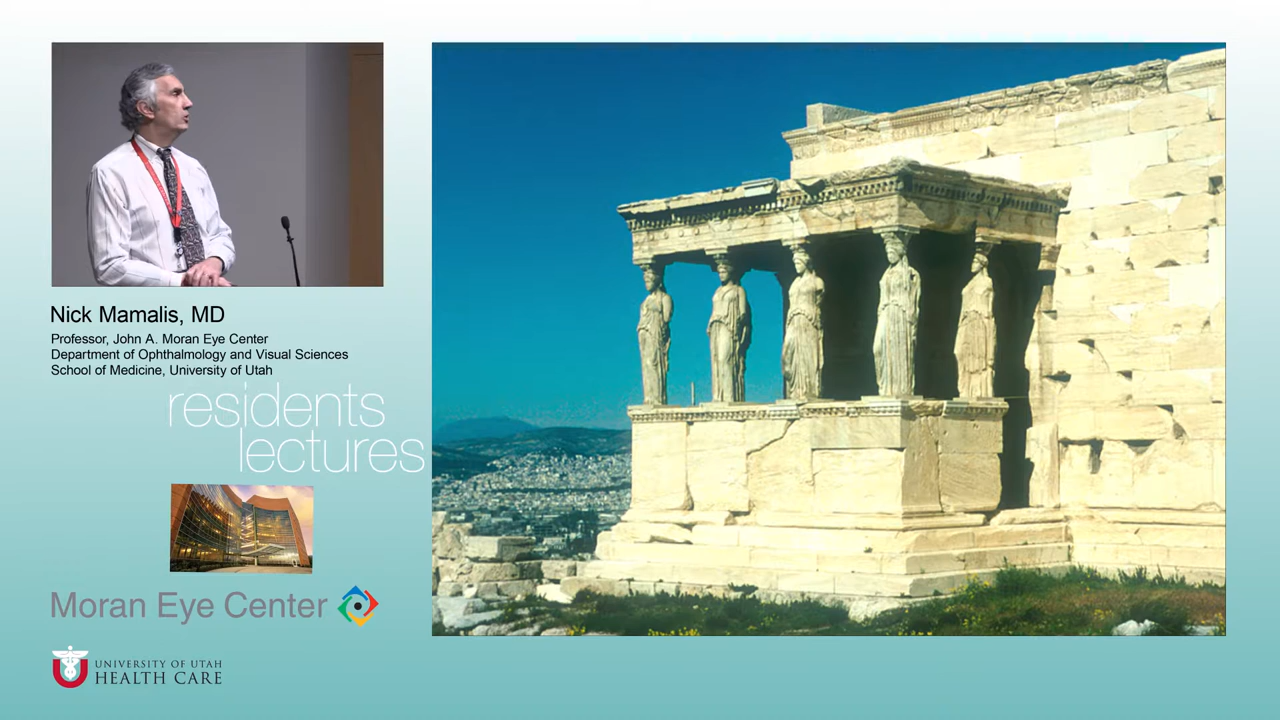 Nick Mamalis, MD
Professor, John A. Moran Eye Center
Department of Ophthalmology and Visual Sciences
School of Medicine, University of Utah
residents
lectures
Moran Eye Center
UNIVERSITY OF UTAH
HEALTH CARE